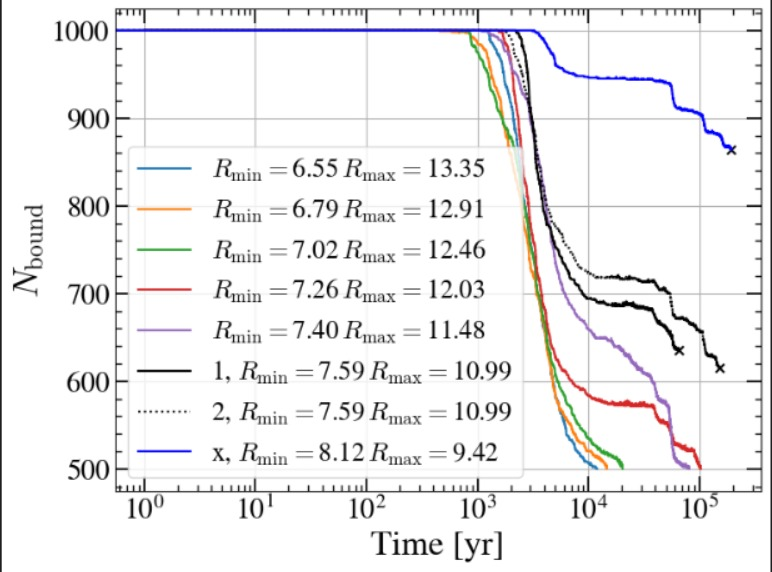 1000
900
800
700
600
500
N_bound
R_min = 6.55 R_max = 13.35
R_min = 6.79 R_max = 12.91
R_min = 7.02 R_max = 12.46
R_min = 7.26 R_max = 12.03
R_min = 7.40 R_max = 11.48
1, R_min = 7.59 R_max = 10.99
2, R_min = 7.59 R_max = 10.99
x, R_min = 8.12 R_max = 9.42
10^0 10^1 10^2 10^3 10^4 10^5
Time [yr]